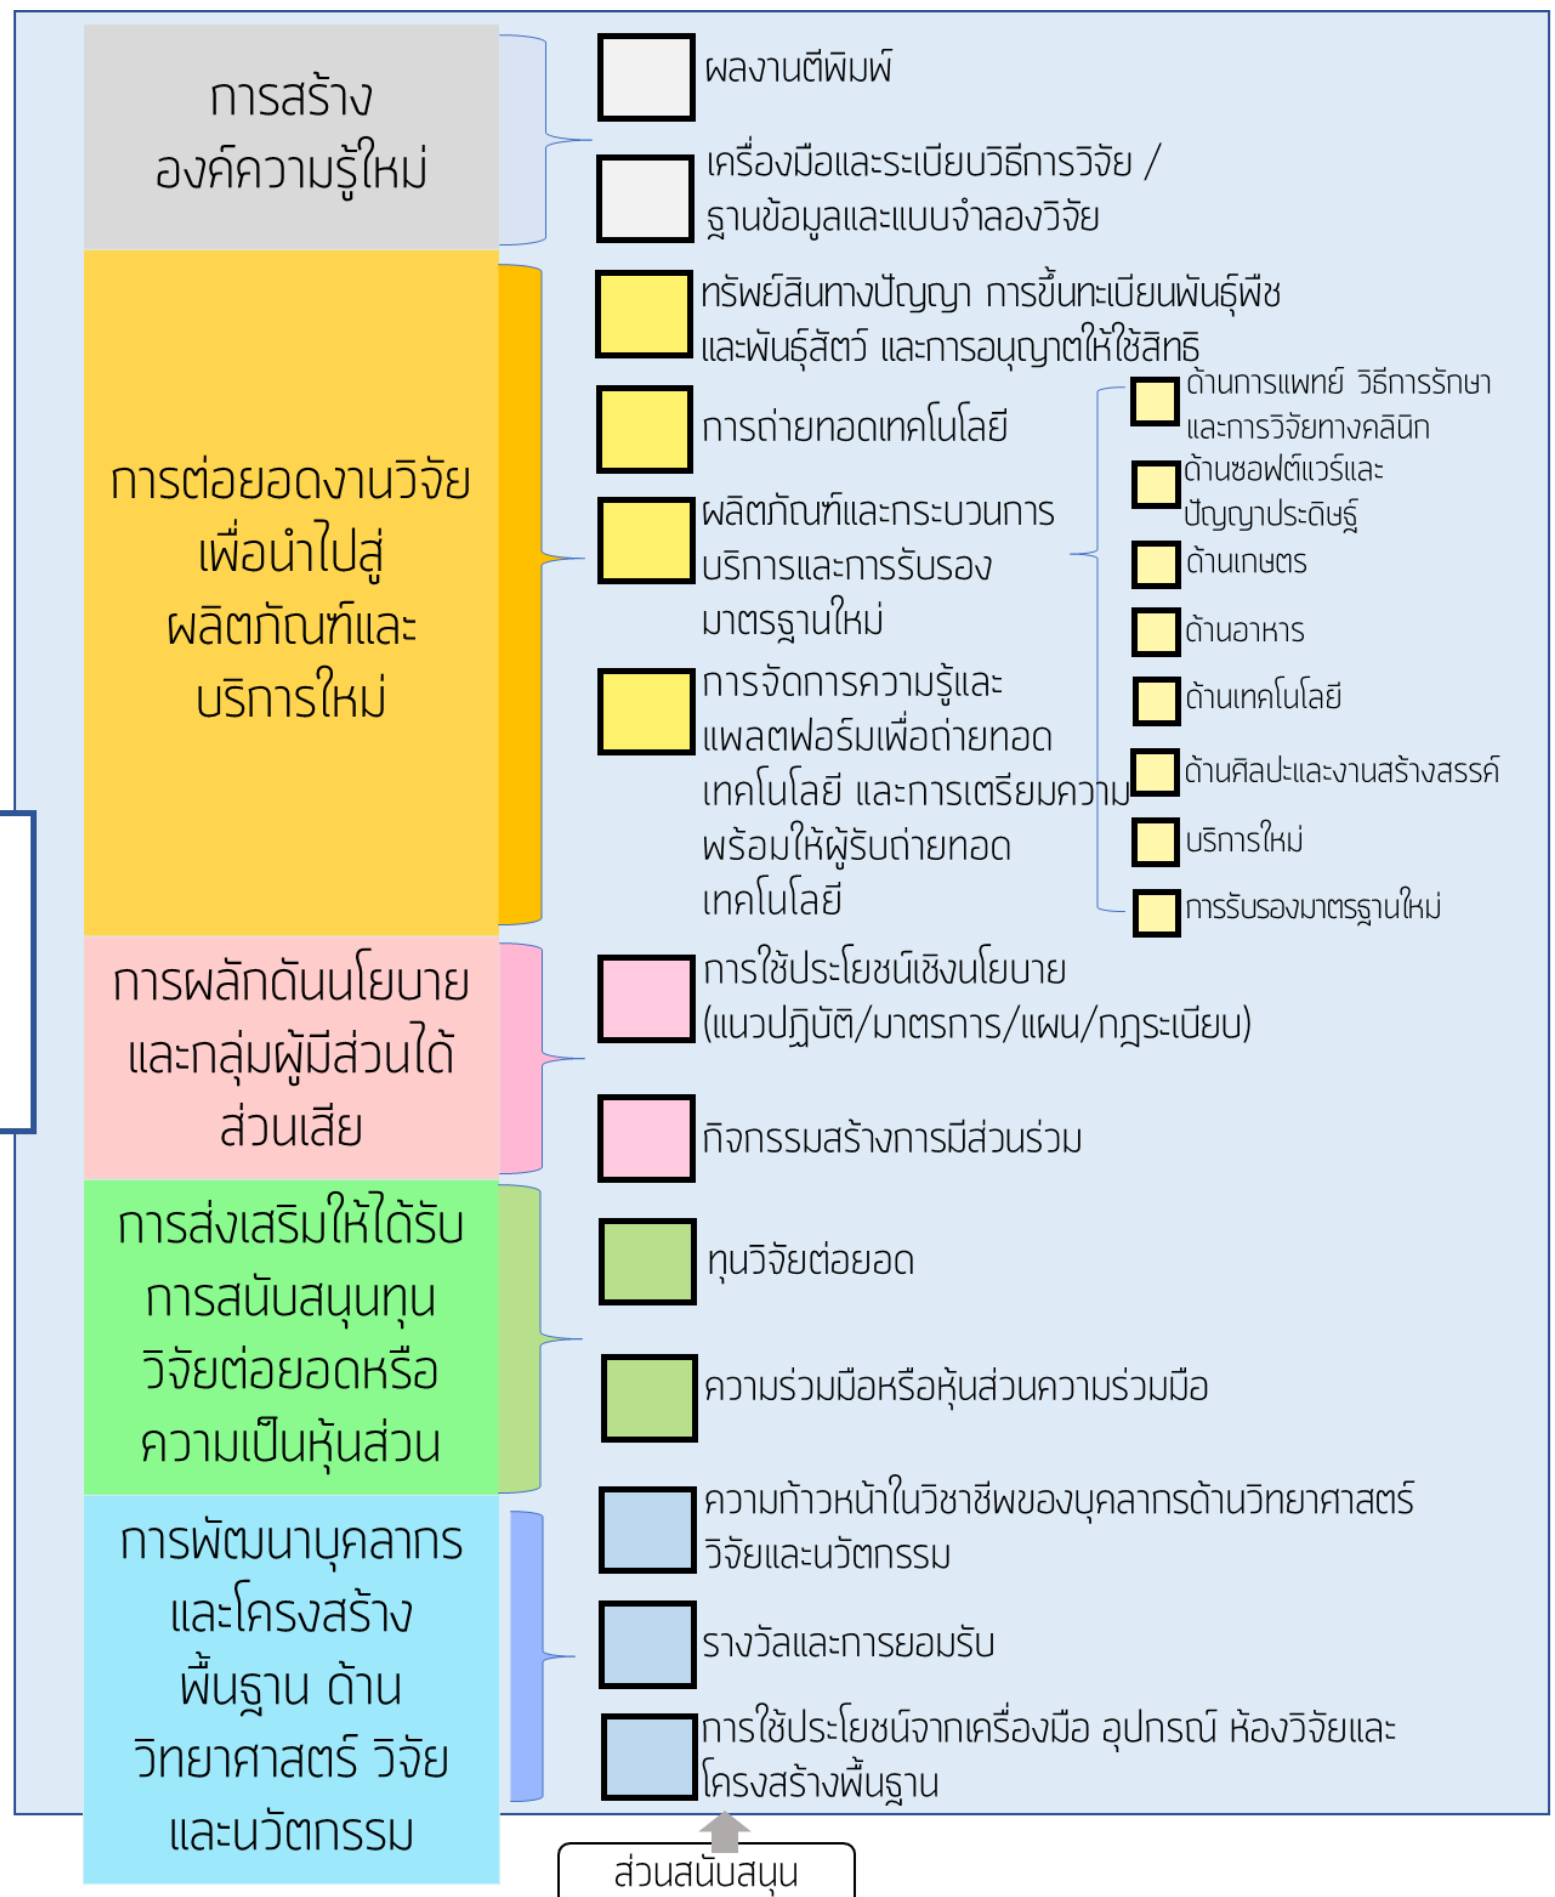 การสร้าง
องค์ความรู้ใหม่
ผลงานตีพิมพ์
เครื่องมือและระเบียบวิธีการวิจัย /
ฐานข้อมูลและแบบจำลองวิจัย
การต่อยอดงานวิจัย
เพื่อนำไปสู่
ผลิตภัณฑ์และ
บริการใหม่
ทรัพย์สินทางปัญญา การขึ้นทะเบียนพันธุ์พืช
และพันธุ์สัตว์ และการอนุญาตให้ใช้สิทธิ
การถ่ายทอดเทคโนโลยี
ผลิตภัณฑ์และกระบวนการ
บริการและการรับรอง
มาตรฐานใหม่
ด้านการแพทย์ วิธีการรักษา
และการวิจัยทางคลินิก
ด้านซอฟต์แวร์และ
ปัญญาประดิษฐ์
ด้านเกษตร
ด้านอาหาร
ด้านเทคโนโลยี
ด้านศิลปะและงานสร้างสรรค์
บริการใหม่
การรับรองมาตรฐานใหม่
การจัดการความรู้และ
แพลตฟอร์มเพื่อถ่ายทอด
เทคโนโลยี และการเตรียมความ
พร้อมให้ผู้รับถ่ายทอด
เทคโนโลยี
การผลักดันนโยบาย
และกลุ่มผู้มีส่วนได้
ส่วนเสีย
การใช้ประโยชน์เชิงนโยบาย
(แนวปฏิบัติ/มาตรการ/แผน/กฎระเบียบ)
กิจกรรมสร้างการมีส่วนร่วม
การส่งเสริมให้ได้รับ
การสนับสนุนทุน
วิจัยต่อยอดหรือ
ความเป็นหุ้นส่วน
ทุนวิจัยต่อยอด
ความร่วมมือหรือหุ้นส่วนความร่วมมือ
การพัฒนาบุคลากร
และโครงสร้าง
พื้นฐาน ด้าน
วิทยาศาสตร์ วิจัย
และนวัตกรรม
ความก้าวหน้าในวิชาชีพของบุคลากรด้านวิทยาศาสตร์
วิจัยและนวัตกรรม
รางวัลและการยอมรับ
การใช้ประโยชน์จากเครื่องมือ อุปกรณ์ ห้องวิจัยและ
โครงสร้างพื้นฐาน
ส่วนสนับสนุน